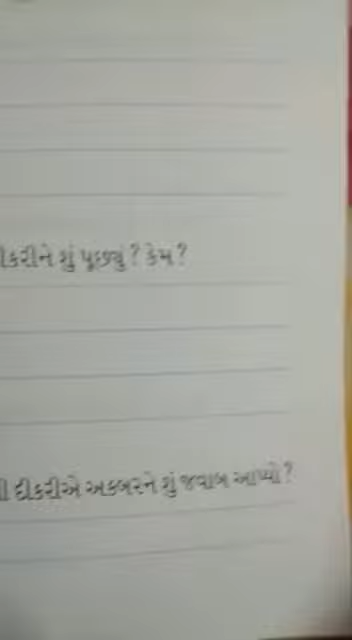 ીકરીને શું પૂછ્યું ? કેમ ?
ી દીકરીએ અકબરને શું જવાબ આપ્યો ?